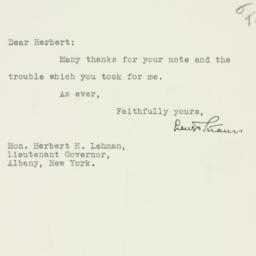 Dear Herbert:
Many thanks for your note and the
trouble which you took for me.
As ever,
Faithfully yours,
Hon. Herbert H. Lehman,
Lieutenant Governor,
Albany, New York.